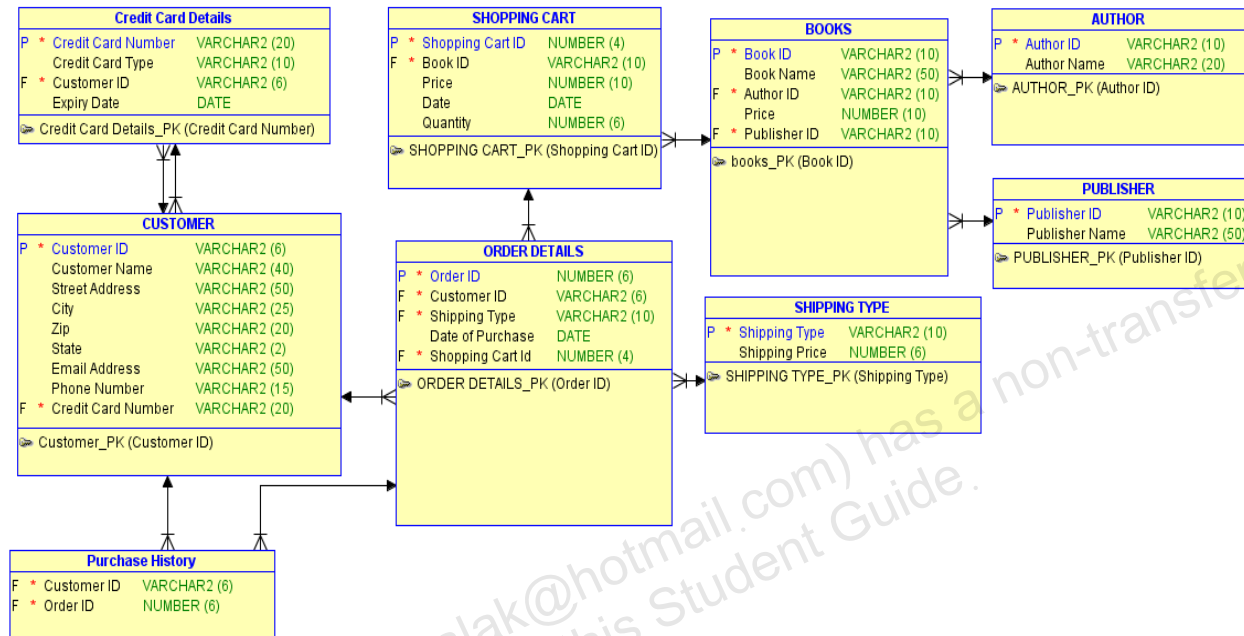 Credit Card Details
P * Credit Card Number VARCHAR2 (20)
Credit Card Type VARCHAR2 (10)
F * Customer ID VARCHAR2 (6)
Expiry Date DATE
Credit Card Details_PK (Credit Card Number)
SHOPPING CART
P * Shopping Cart ID NUMBER (4)
F * Book ID VARCHAR2 (10)
Price NUMBER (10)
Date DATE
Quantity NUMBER (6)
SHOPPING CART_PK (Shopping Cart ID)
BOOKS
P * Book ID VARCHAR2 (10)
Book Name VARCHAR2 (50)
F * Author ID VARCHAR2 (10)
Price NUMBER (10)
F * Publisher ID VARCHAR2 (10)
books_PK (Book ID)
AUTHOR
P * Author ID VARCHAR2 (10)
Author Name VARCHAR2 (20)
AUTHOR_PK (Author ID)
PUBLISHER
P * Publisher ID VARCHAR2 (10)
Publisher Name VARCHAR2 (50)
PUBLISHER_PK (Publisher ID)
CUSTOMER
P * Customer ID VARCHAR2 (6)
Customer Name VARCHAR2 (40)
Street Address VARCHAR2 (50)
City VARCHAR2 (25)
Zip VARCHAR2 (20)
State VARCHAR2 (2)
Email Address VARCHAR2 (50)
Phone Number VARCHAR2 (15)
F * Credit Card Number VARCHAR2 (20)
Customer_PK (Customer ID)
ORDER DETAILS
P * Order ID NUMBER (6)
F * Customer ID VARCHAR2 (6)
F * Shipping Type VARCHAR2 (10)
Date of Purchase DATE
F * Shopping Cart Id NUMBER (4)
ORDER DETAILS_PK (Order ID)
SHIPPING TYPE
P * Shipping Type VARCHAR2 (10)
Shipping Price NUMBER (6)
SHIPPING TYPE_PK (Shipping Type)
Purchase History
F * Customer ID VARCHAR2 (6)
F * Order ID NUMBER (6)
lak@hotmail.com) has a non-transfer
his Student Guide.